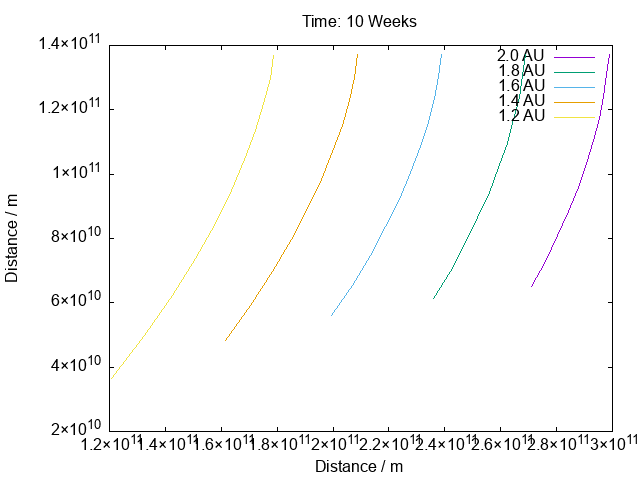 Time: 10 Weeks
1.4×10¹¹
1.2×10¹¹
1×10¹¹
8×10¹⁰
6×10¹⁰
4×10¹⁰
2×10¹⁰
Distance / m
2.0 AU
1.8 AU
1.6 AU
1.4 AU
1.2 AU
1.2×10¹¹ 1.4×10¹¹ 1.6×10¹¹ 1.8×10¹¹ 2×10¹¹ 2.2×10¹¹ 2.4×10¹¹ 2.6×10¹¹ 2.8×10¹¹ 3×10¹¹
Distance / m